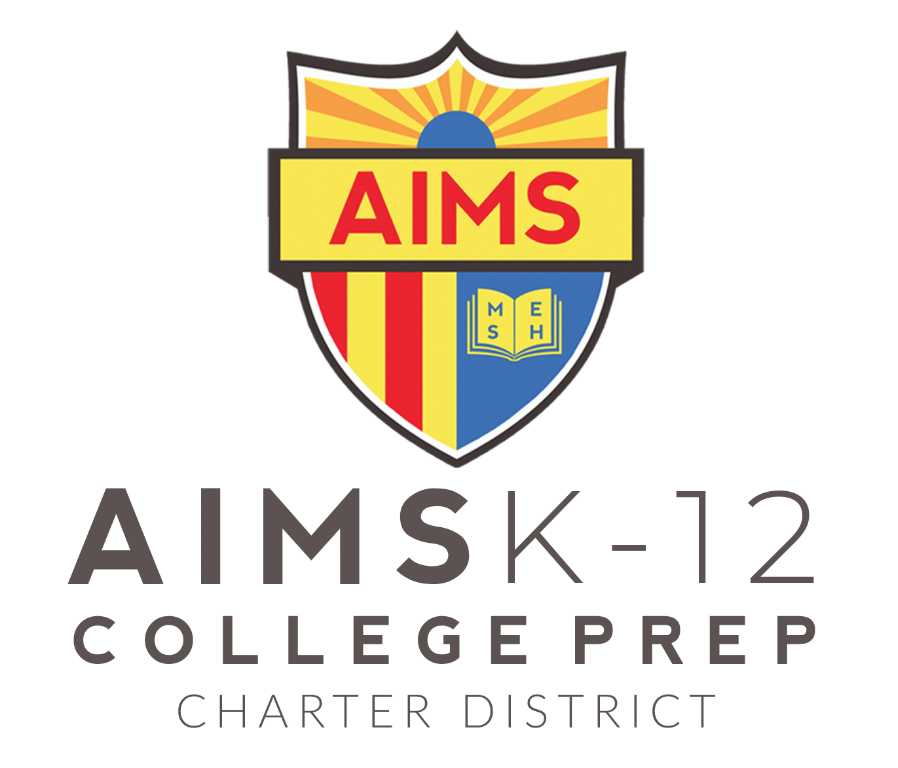 AIMS
M E
S H
AIMSK-12
COLLEGE PREP
CHARTER DISTRICT